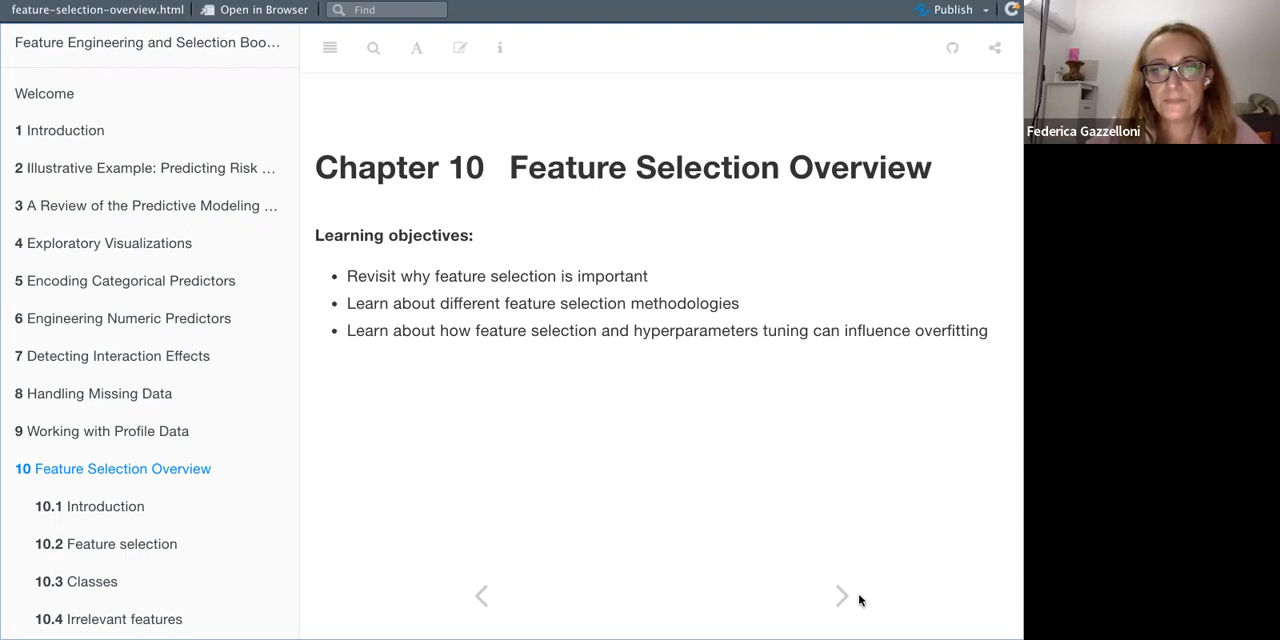 feature-selection-overview.html
Open in Browser
Find
Publish
Feature Engineering and Selection Boo…
Welcome
1 Introduction
2 Illustrative Example: Predicting Risk …
3 A Review of the Predictive Modeling …
4 Exploratory Visualizations
5 Encoding Categorical Predictors
6 Engineering Numeric Predictors
7 Detecting Interaction Effects
8 Handling Missing Data
9 Working with Profile Data
10 Feature Selection Overview
10.1 Introduction
10.2 Feature selection
10.3 Classes
10.4 Irrelevant features
Chapter 10 Feature Selection Overview
Learning objectives:
• Revisit why feature selection is important
• Learn about different feature selection methodologies
• Learn about how feature selection and hyperparameters tuning can influence overfitting
Federica Gazzelloni